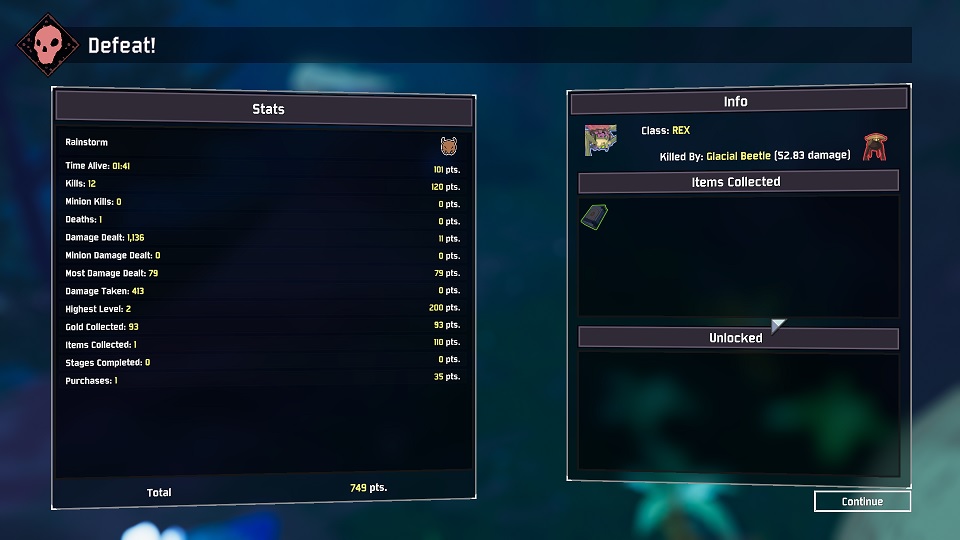 Defeat!
Stats
Rainstorm
Time Alive: 01:41 101 pts.
Kills: 12 120 pts.
Minion Kills: 0 0 pts.
Deaths: 1 0 pts.
Damage Dealt: 1,136 11 pts.
Minion Damage Dealt: 0 0 pts.
Most Damage Dealt: 79 79 pts.
Damage Taken: 413 0 pts.
Highest Level: 2 200 pts.
Gold Collected: 93 93 pts.
Items Collected: 1 110 pts.
Stages Completed: 0 0 pts.
Purchases: 1 35 pts.
Total 749 pts.
Info
Class: REX
Killed By: Glacial Beetle (52.83 damage)
Items Collected
Unlocked
Continue